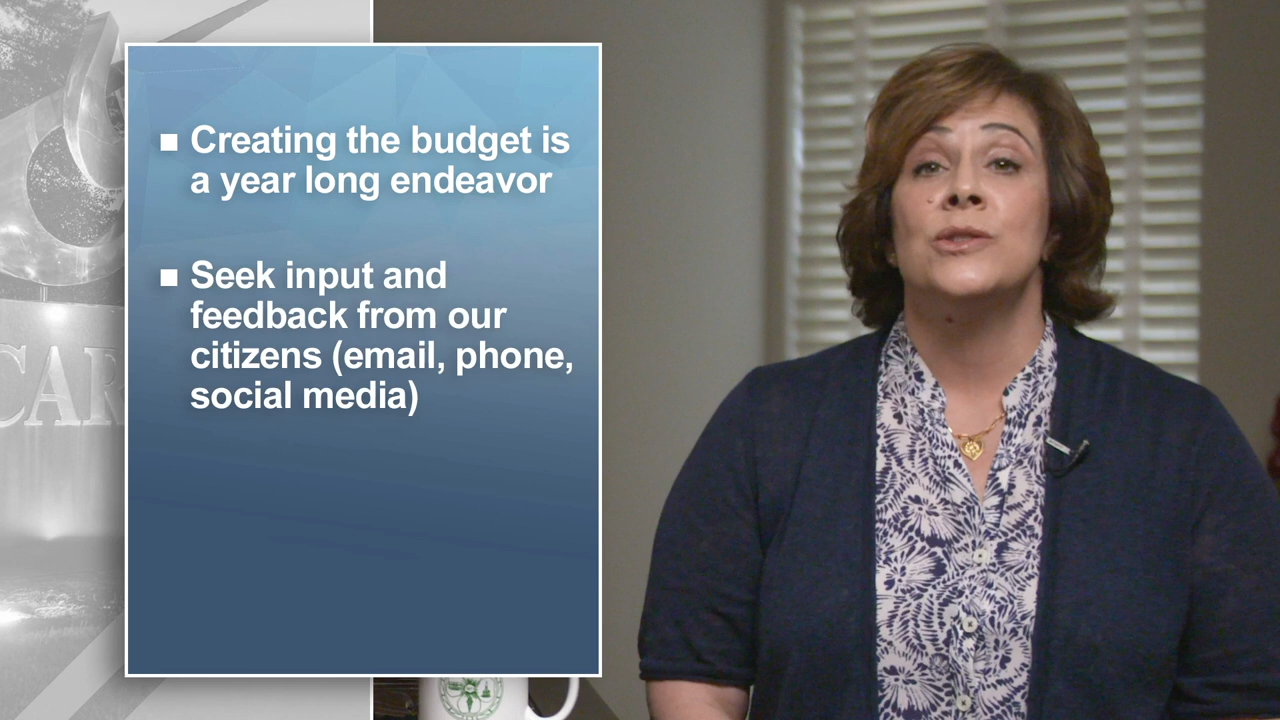 ■ Creating the budget is
a year long endeavor
■ Seek input and
feedback from our
citizens (email, phone,
social media)
CAR